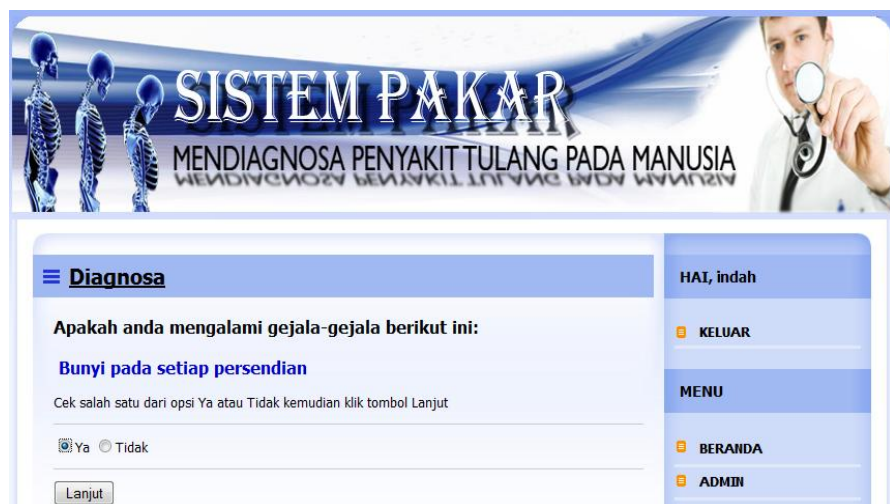 SISTEM PAKAR
MENDIAGNOSA PENYAKIT TULANG PADA MANUSIA
Diagnosa
Apakah anda mengalami gejala-gejala berikut ini:
Bunyi pada setiap persendian
Cek salah satu dari opsi Ya atau Tidak kemudian klik tombol Lanjut
Ya Tidak
Lanjut
HAI, indah
KELUAR
MENU
BERANDA
ADMIN